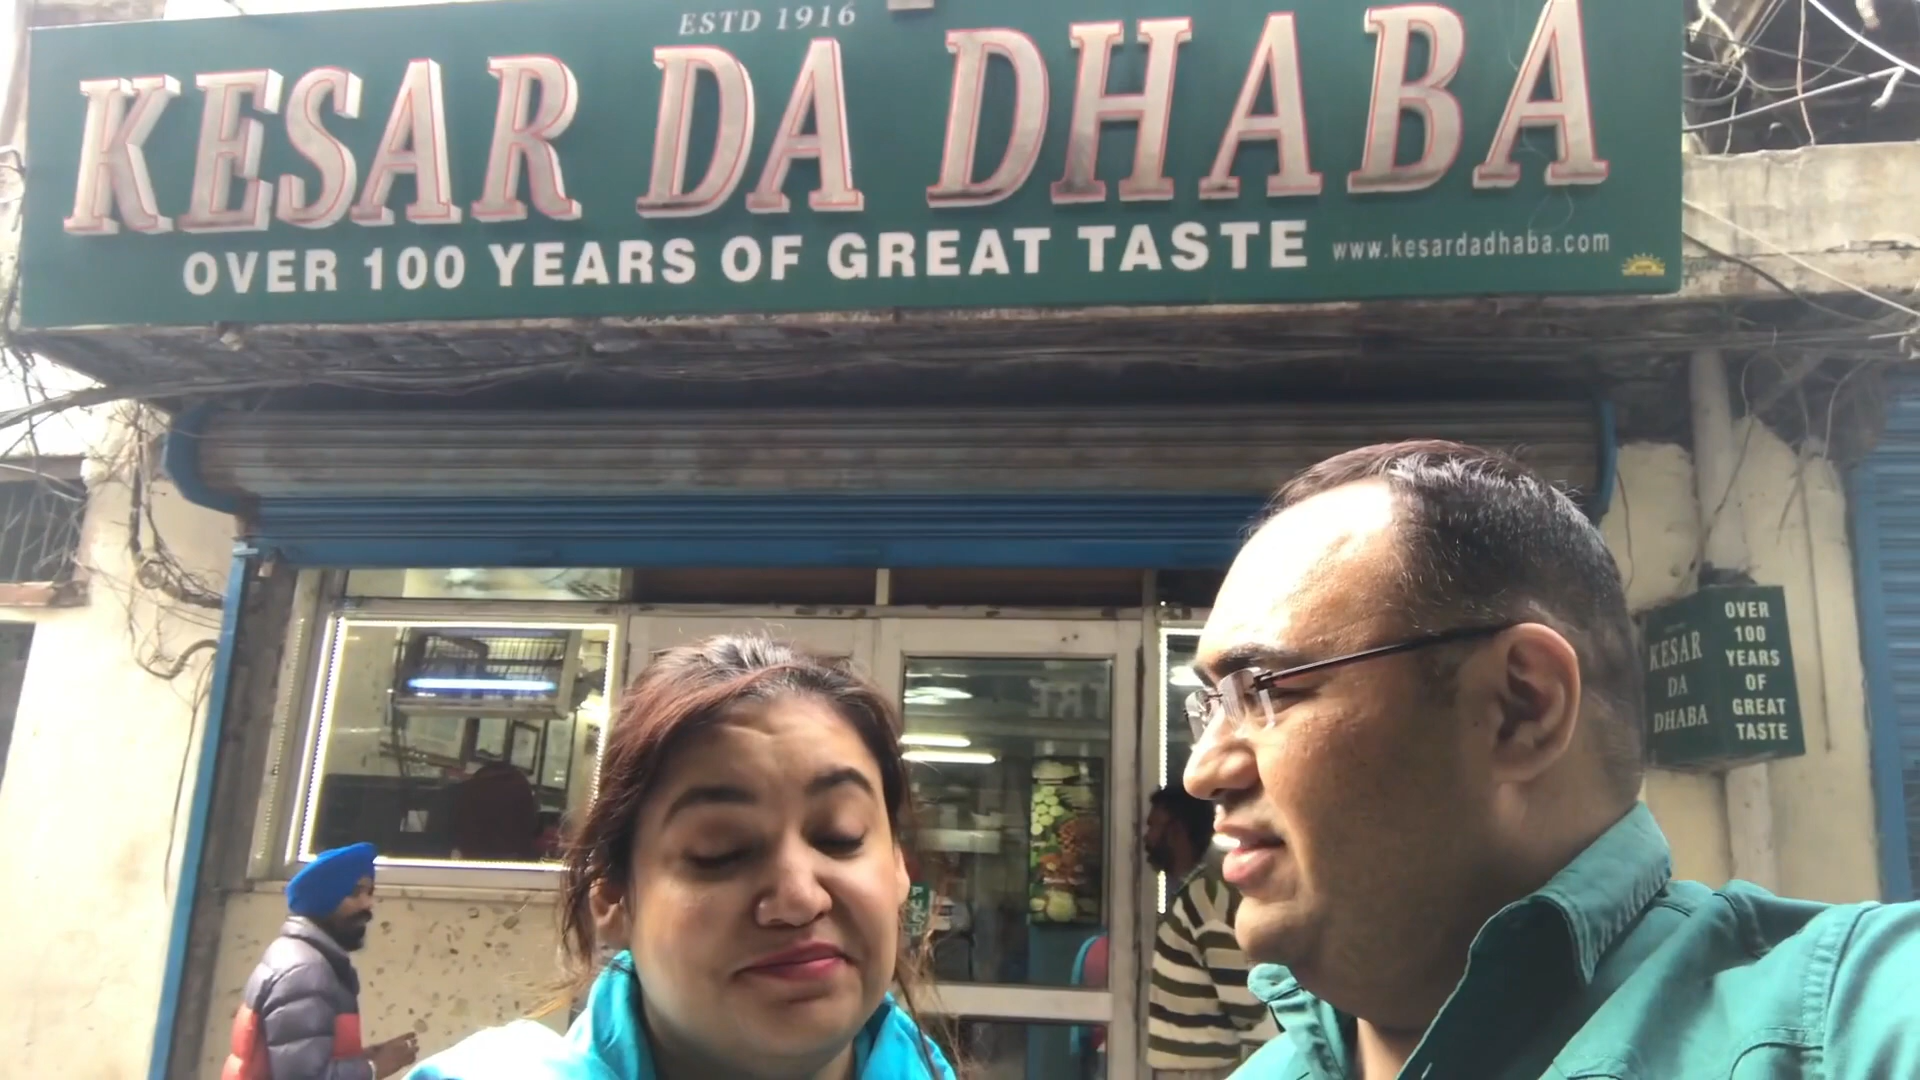 ESTD 1916
KESAR DA DHABA
OVER 100 YEARS OF GREAT TASTE www.kesardadhaba.com
KESAR
DA
DHABA
OVER
100
YEARS
OF
GREAT
TASTE